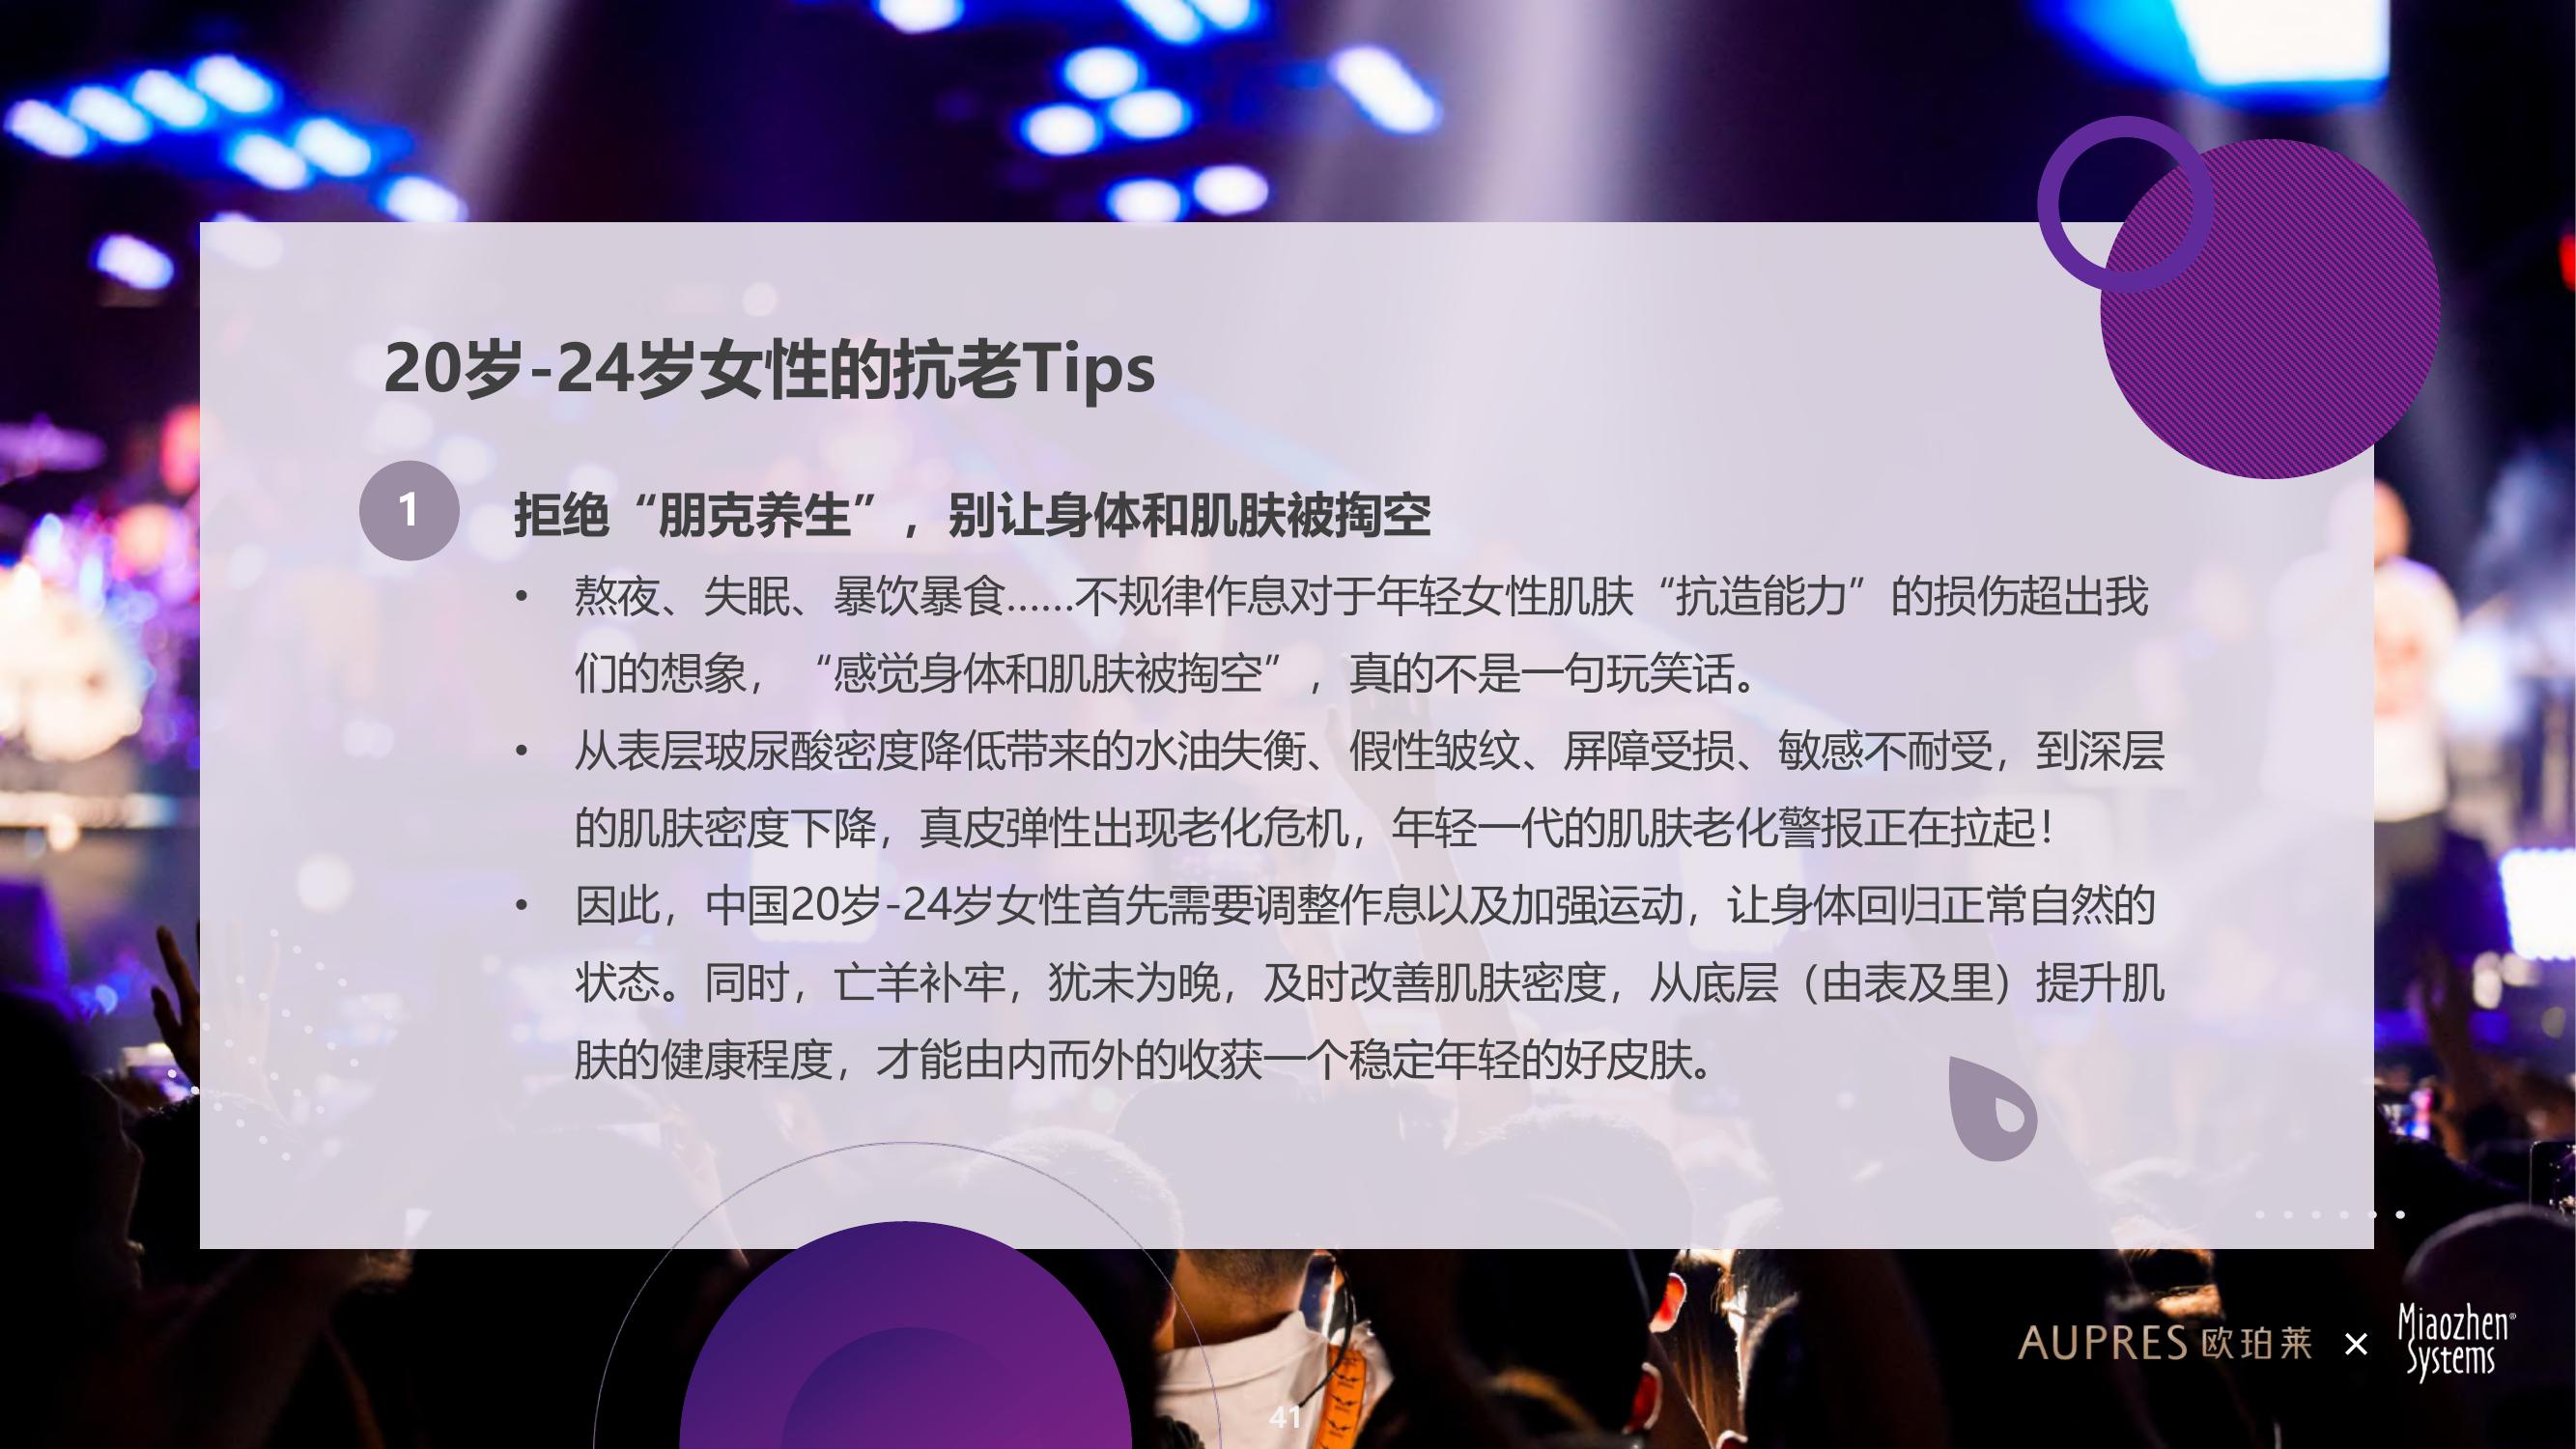 20岁-24岁女性的抗老Tips
1
拒绝“朋克养生”，别让身体和肌肤被掏空
• 熬夜、失眠、暴饮暴食......不规律作息对于年轻女性肌肤“抗造能力”的损伤超出我
们的想象，“感觉身体和肌肤被掏空”，真的不是一句玩笑话。
• 从表层玻尿酸密度降低带来的水油失衡、假性皱纹、屏障受损、敏感不耐受，到深层
的肌肤密度下降，真皮弹性出现老化危机，年轻一代的肌肤老化警报正在拉起！
• 因此，中国20岁-24岁女性首先需要调整作息以及加强运动，让身体回归正常自然的
状态。同时，亡羊补牢，犹未为晚，及时改善肌肤密度，从底层（由表及里）提升肌
肤的健康程度，才能由内而外的收获一个稳定年轻的好皮肤。
AUPRES 欧珀莱 × Miaozhen®
Systems
41